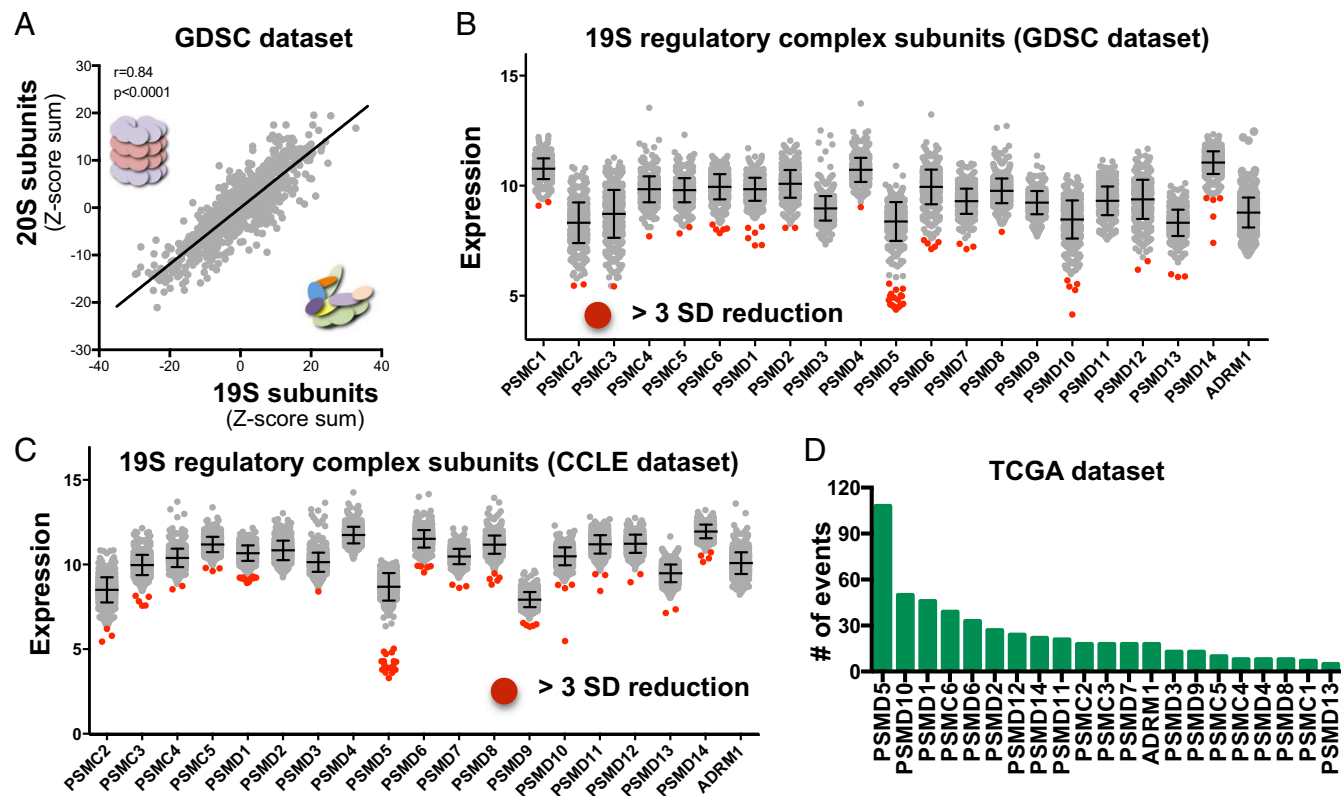 A
GDSC dataset
r=0.84
p<0.0001
20S subunits
(Z-score sum)
30
20
10
0
-10
-20
-30
-40
-20
0
20
40
19S subunits
(Z-score sum)
B
19S regulatory complex subunits (GDSC dataset)
Expression
15
10
5
> 3 SD reduction
PSMC1
PSMC2
PSMC3
PSMC4
PSMC5
PSMC6
PSMD1
PSMD2
PSMD3
PSMD4
PSMD5
PSMD6
PSMD7
PSMD8
PSMD9
PSMD10
PSMD11
PSMD12
PSMD13
PSMD14
ADRM1
C
19S regulatory complex subunits (CCLE dataset)
Expression
15
10
5
0
> 3 SD reduction
PSMC2
PSMC3
PSMC4
PSMC5
PSMD1
PSMD2
PSMD3
PSMD4
PSMD5
PSMD6
PSMD7
PSMD8
PSMD9
PSMD10
PSMD11
PSMD12
PSMD13
PSMD14
ADRM1
D
TCGA dataset
# of events
120
90
60
30
0
PSMD5
PSMD10
PSMD1
PSMC6
PSMD6
PSMD2
PSMD12
PSMD14
PSMD11
PSMC2
PSMC3
PSMD7
ADRM1
PSMD3
PSMD9
PSMC5
PSMC4
PSMD4
PSMD8
PSMC1
PSMD13